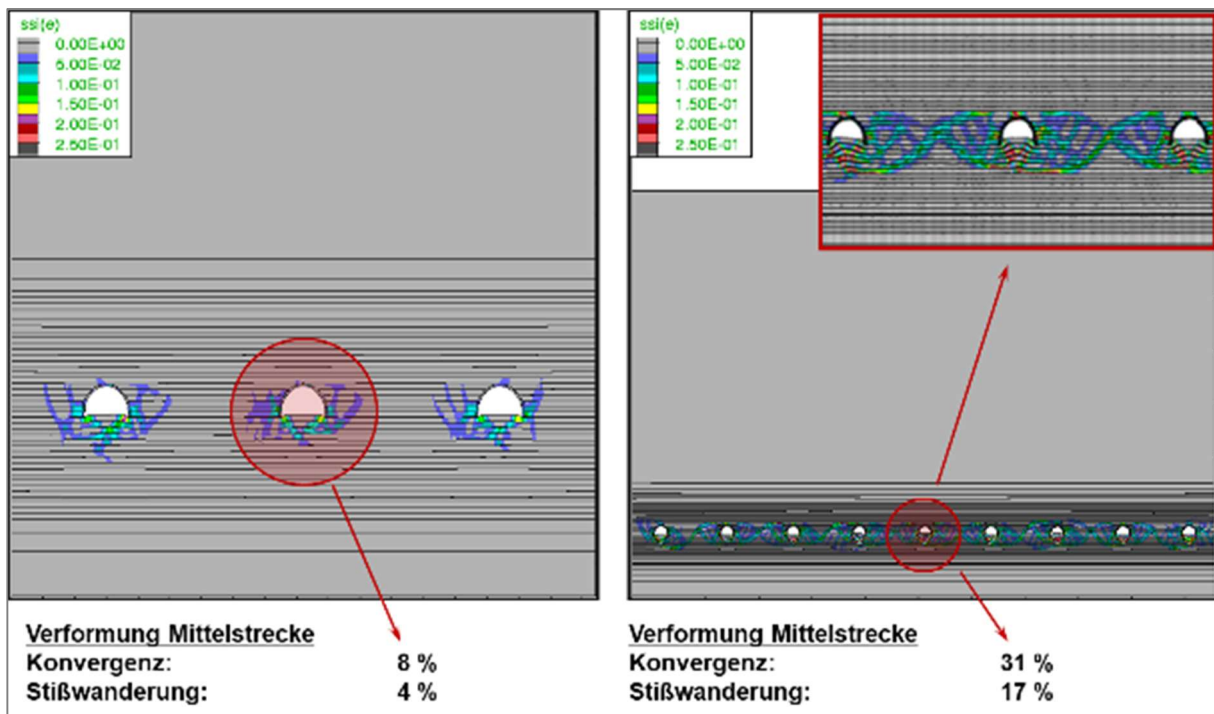 ssi(e)
0.00E+00
5.00E-02
1.00E-01
1.50E-01
2.00E-01
2.50E-01
ssi(e)
0.00E+00
5.00E-02
1.00E-01
1.50E-01
2.00E-01
2.50E-01
Verformung Mittelstrecke
Konvergenz: 8 %
Stißwanderung: 4 %
Verformung Mittelstrecke
Konvergenz: 31 %
Stißwanderung: 17 %